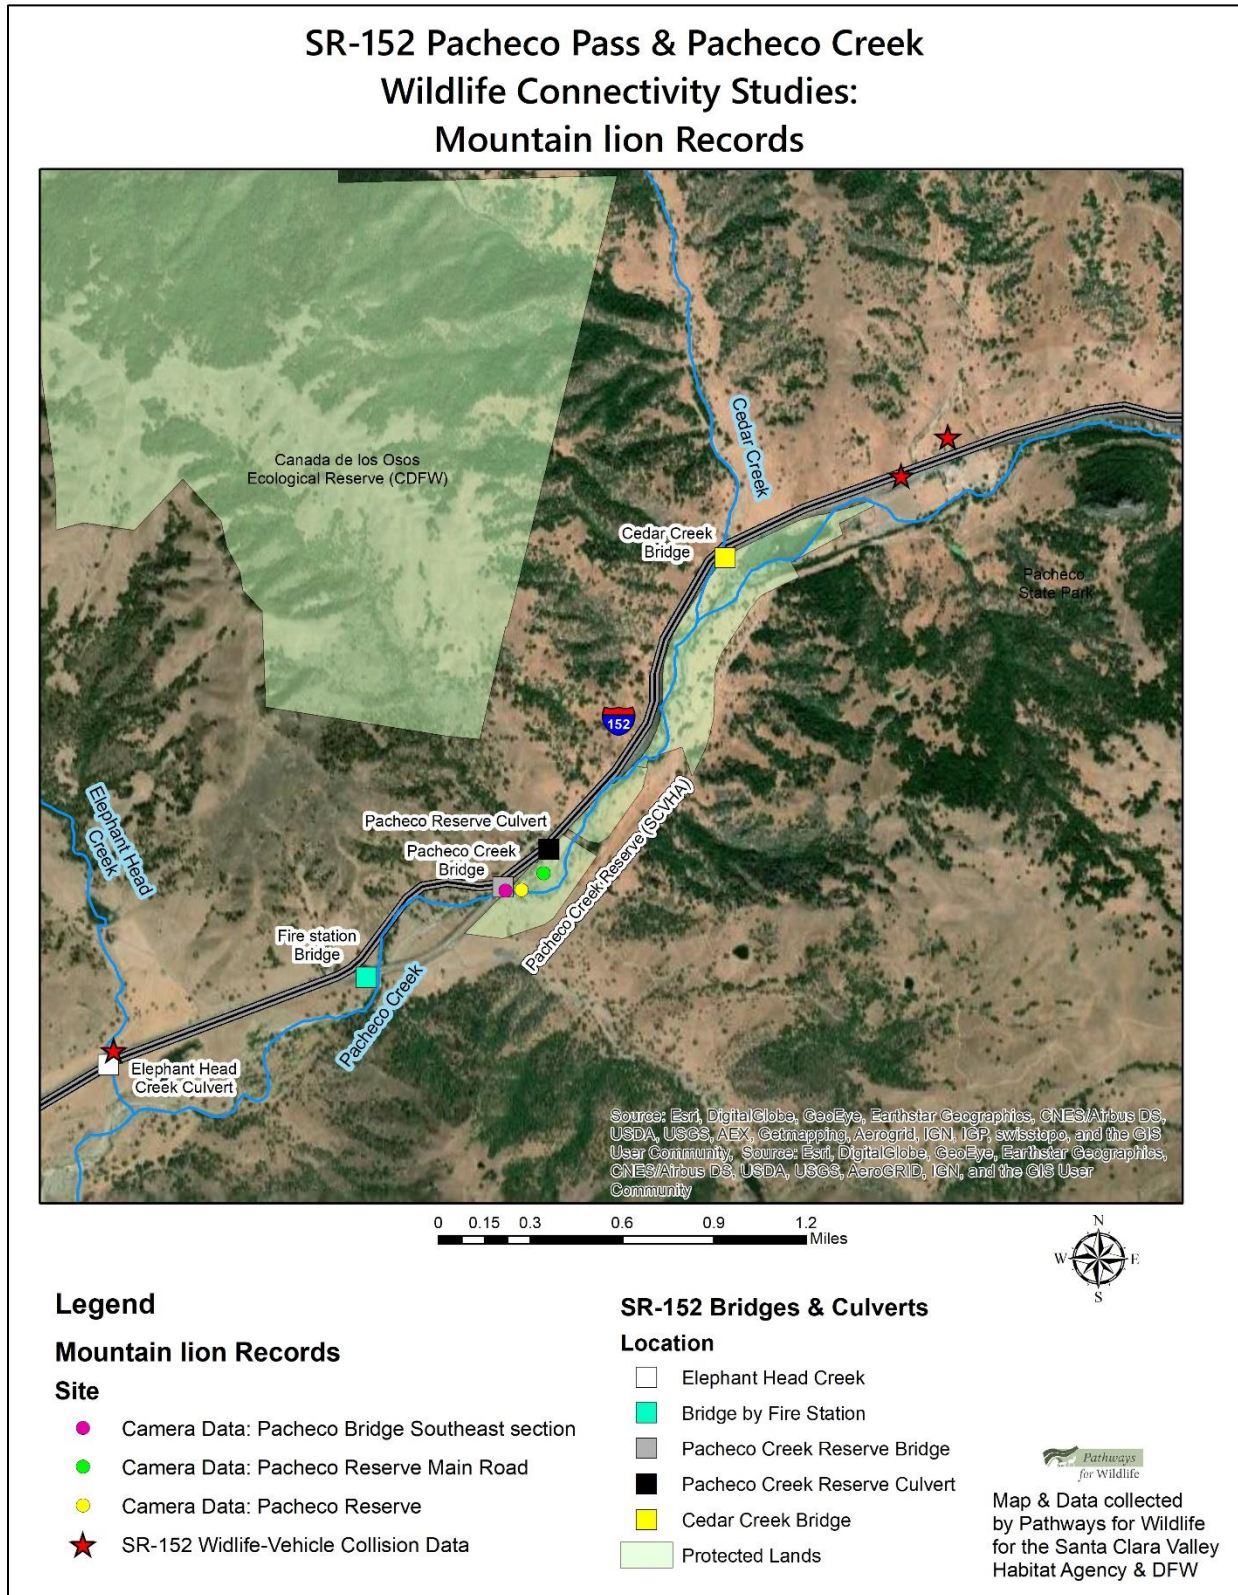 SR-152 Pacheco Pass & Pacheco Creek
Wildlife Connectivity Studies:
Mountain lion Records
Canada de los Osos
Ecological Reserve (CDFW)
Cedar Creek
Cedar Creek
Bridge
Pacheco
State Park
152
Elephant Head
Creek
Pacheco Reserve Culvert
Pacheco Creek
Bridge
Pacheco Creek Reserve (SCVHA)
Fire station
Bridge
Pacheco Creek
Elephant Head
Creek Culvert
Source: Esri, DigitalGlobe, GeoEye, Earthstar Geographics, CNES/Airbus DS,
USDA, USGS, AEX, Getmapping, Aerogrid, IGN, IGP, swisstopo, and the GIS
User Community, Source: Esri, DigitalGlobe, GeoEye, Earthstar Geographics,
CNES/Airbus DS, USDA, USGS, AeroGRID, IGN, and the GIS User
Community
0 0.15 0.3 0.6 0.9 1.2
Miles
N
W E
S
Legend
Mountain lion Records
Site
Camera Data: Pacheco Bridge Southeast section
Camera Data: Pacheco Reserve Main Road
Camera Data: Pacheco Reserve
SR-152 Widlife-Vehicle Collision Data
SR-152 Bridges & Culverts
Location
Elephant Head Creek
Bridge by Fire Station
Pacheco Creek Reserve Bridge
Pacheco Creek Reserve Culvert
Cedar Creek Bridge
Protected Lands
Pathways
for Wildlife
Map & Data collected
by Pathways for Wildlife
for the Santa Clara Valley
Habitat Agency & DFW